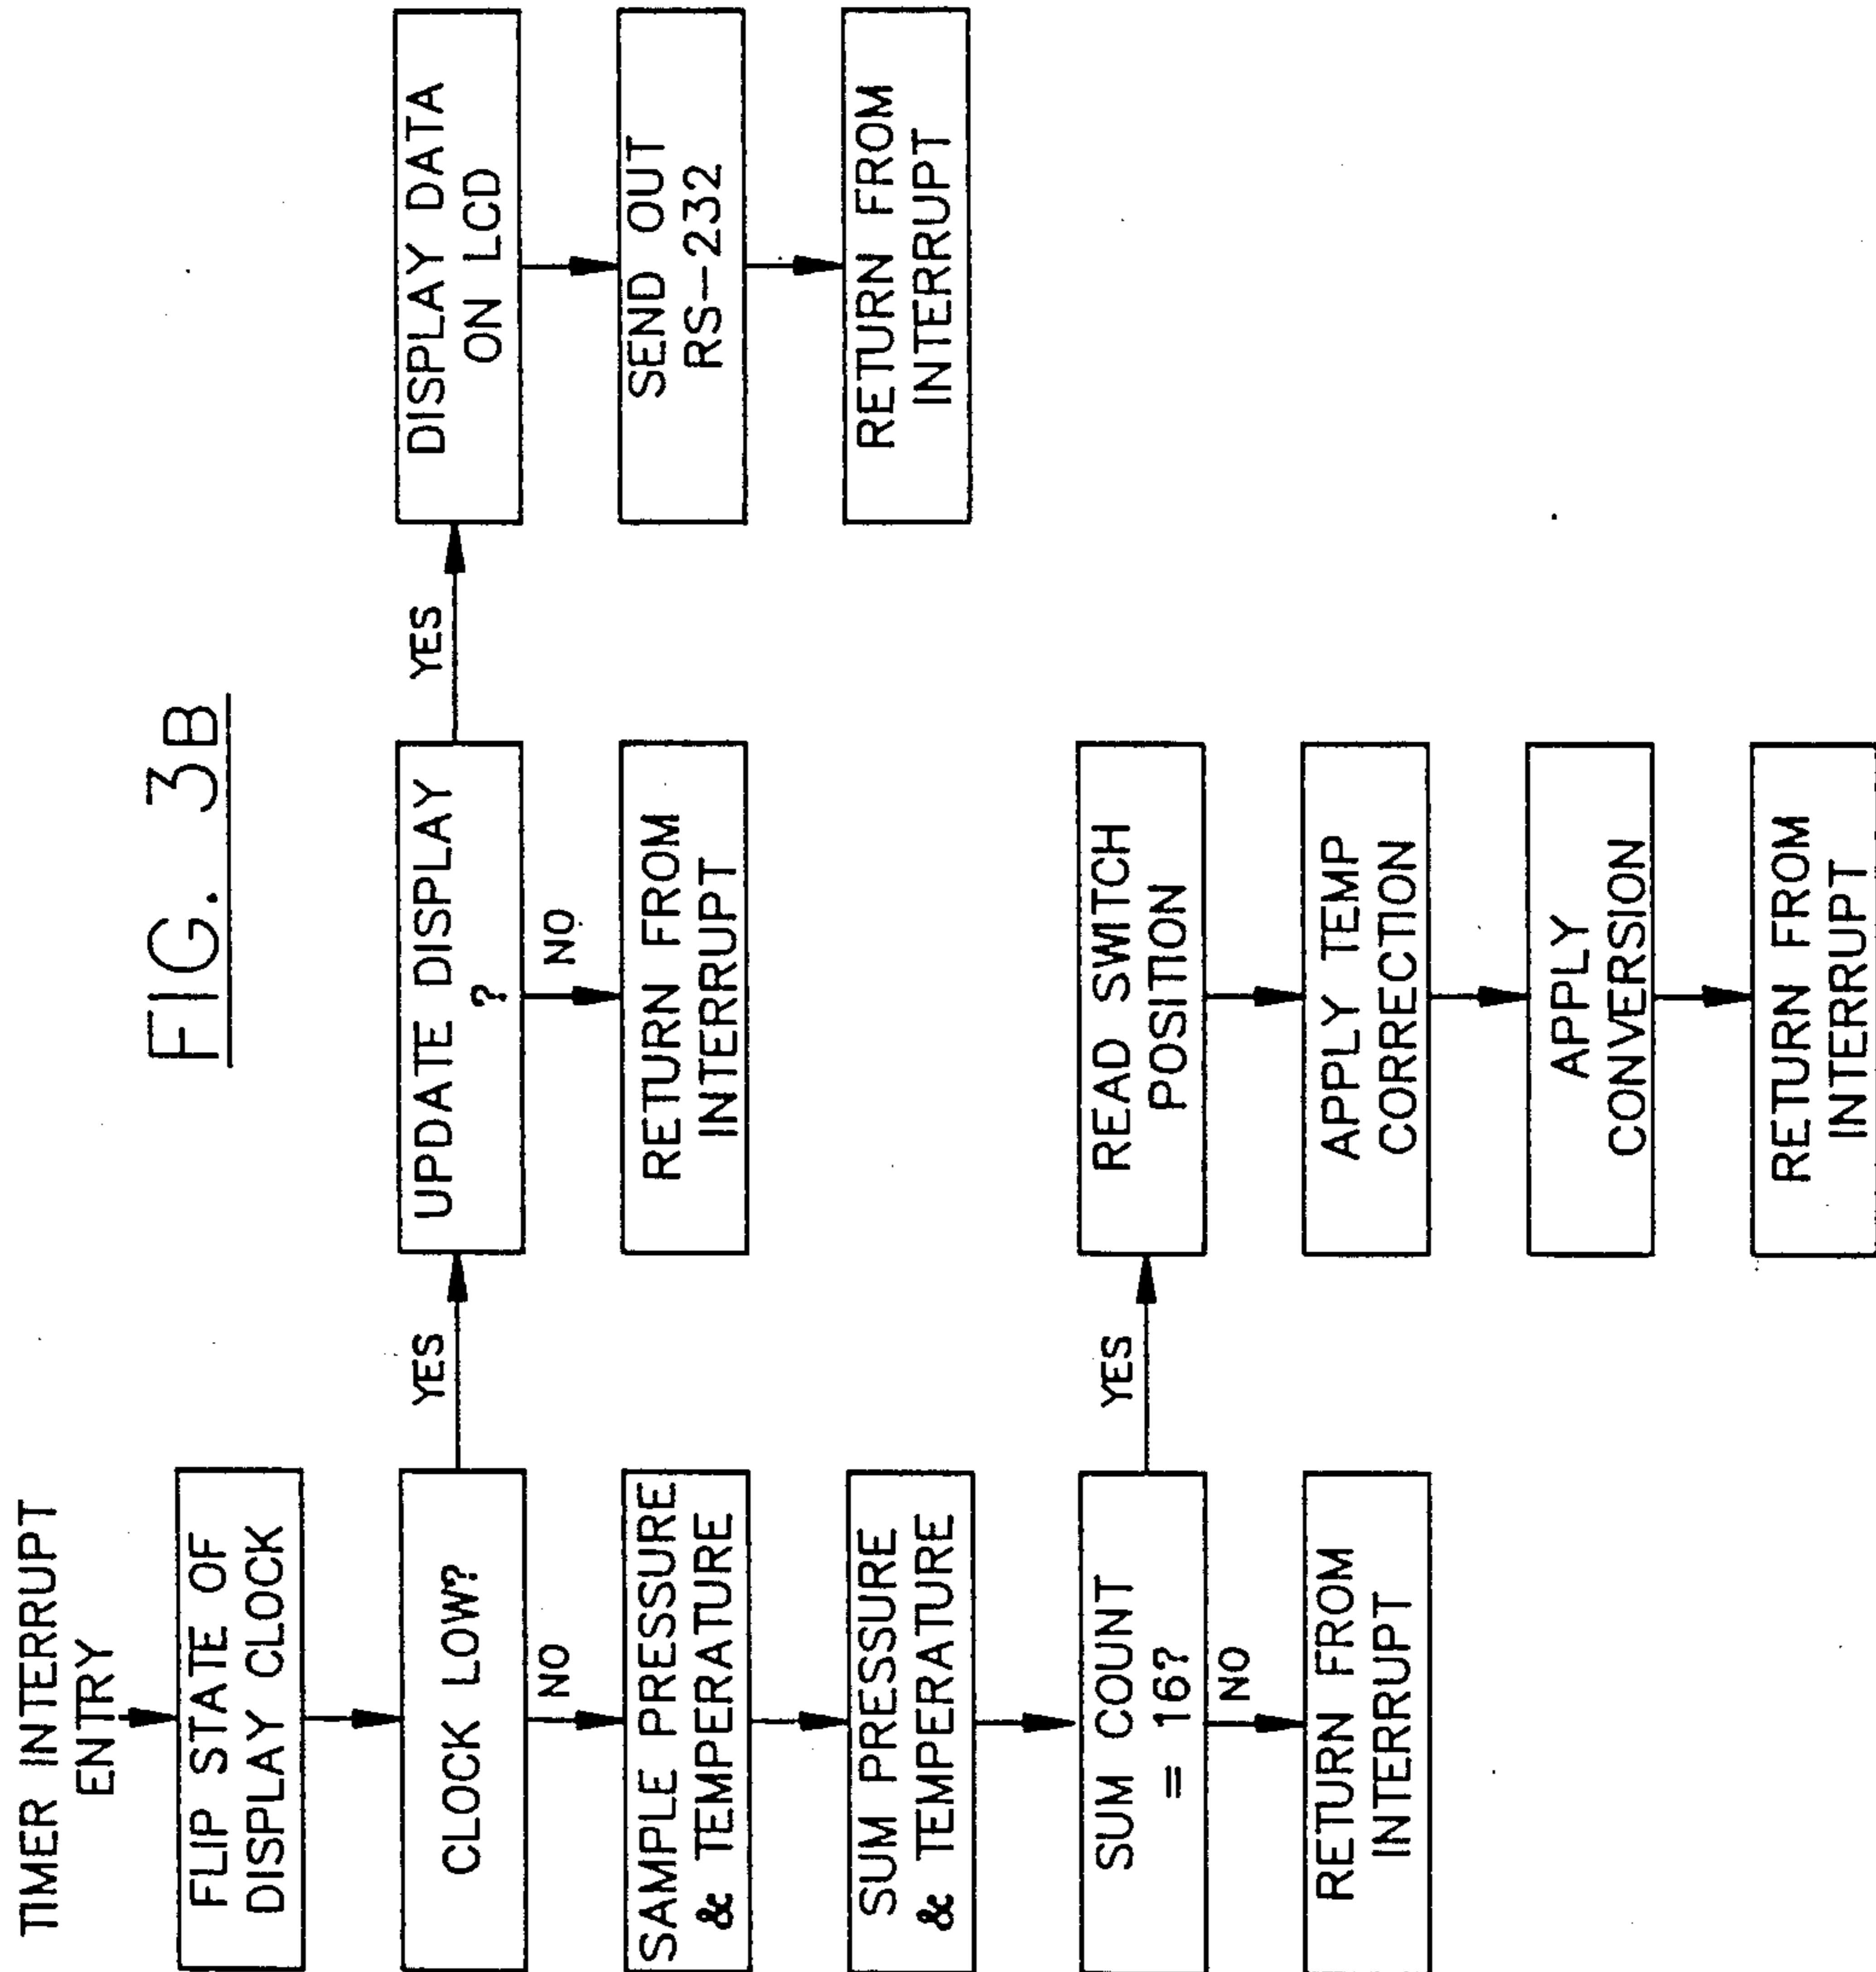 FIG. 3B
TIMER INTERRUPT
ENTRY
FLIP STATE OF
DISPLAY CLOCK
CLOCK LOW?
YES
NO
UPDATE DISPLAY
?
YES
NO
DISPLAY DATA
ON LCD
SEND OUT
RS-232
RETURN FROM
INTERRUPT
RETURN FROM
INTERRUPT
SAMPLE PRESSURE
& TEMPERATURE
SUM PRESSURE
& TEMPERATURE
SUM COUNT
= 16?
YES
NO
READ SWITCH
POSITION
APPLY TEMP
CORRECTION
APPLY
CONVERSION
RETURN FROM
INTERRUPT
RETURN FROM
INTERRUPT